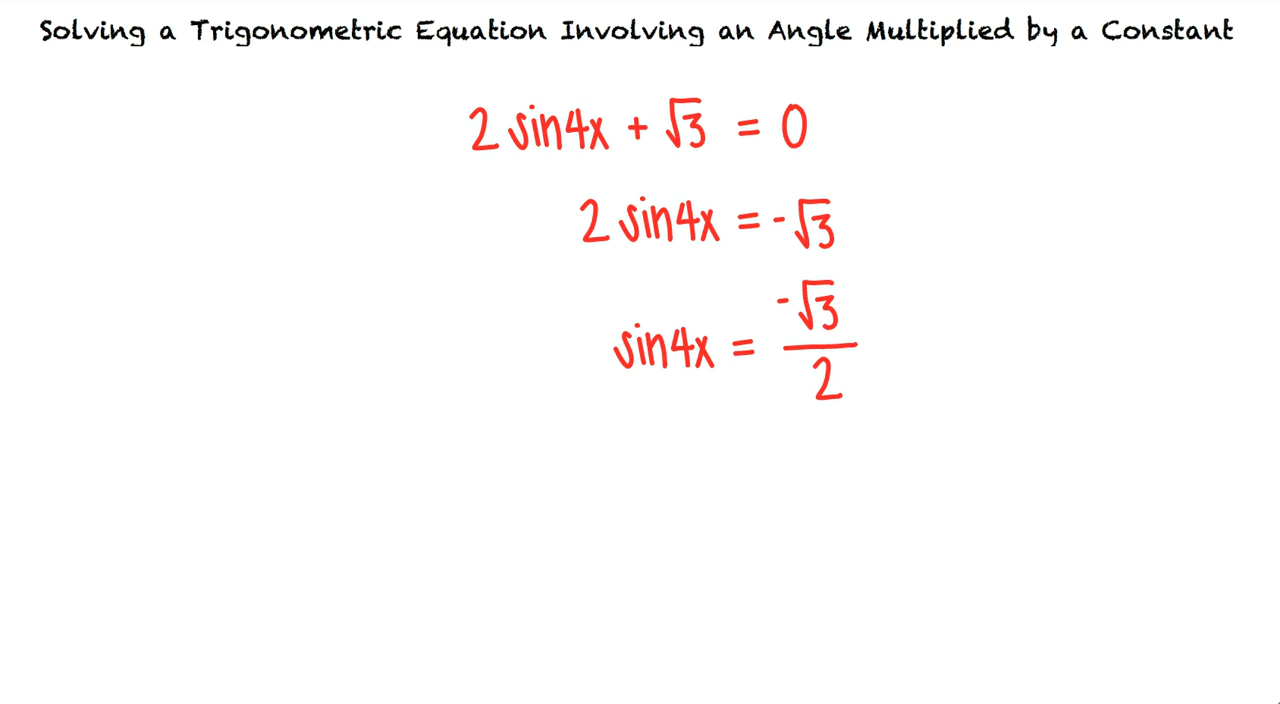 Solving a Trigonometric Equation Involving an Angle Multiplied by a Constant
2 sin4x + √3 = 0
2 sin4x = -√3
sin4x = -√3/2